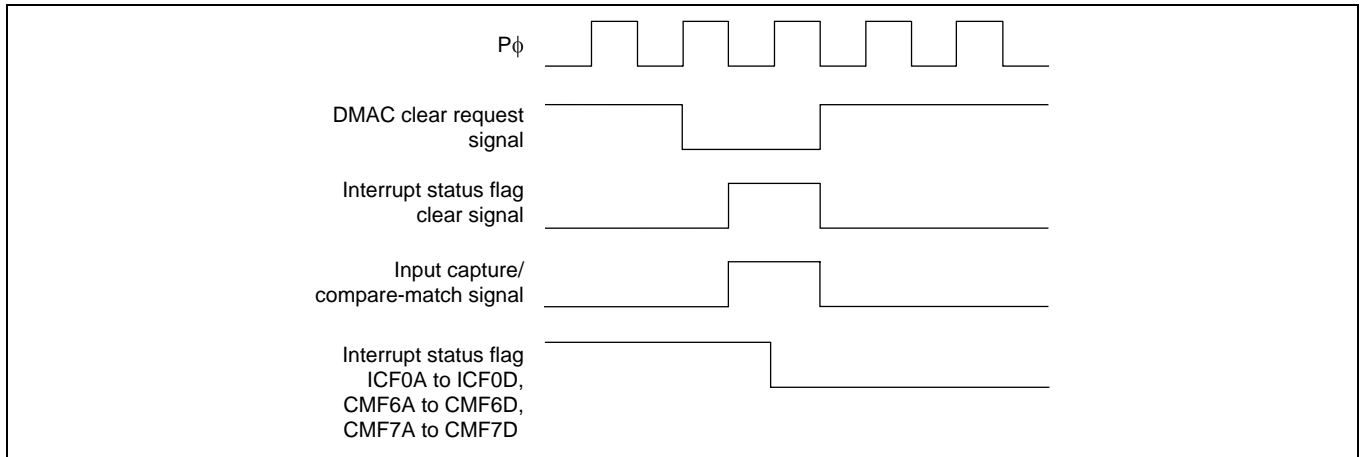 Pϕ
DMAC clear request
signal
Interrupt status flag
clear signal
Input capture/
compare-match signal
Interrupt status flag
ICF0A to ICF0D,
CMF6A to CMF6D,
CMF7A to CMF7D